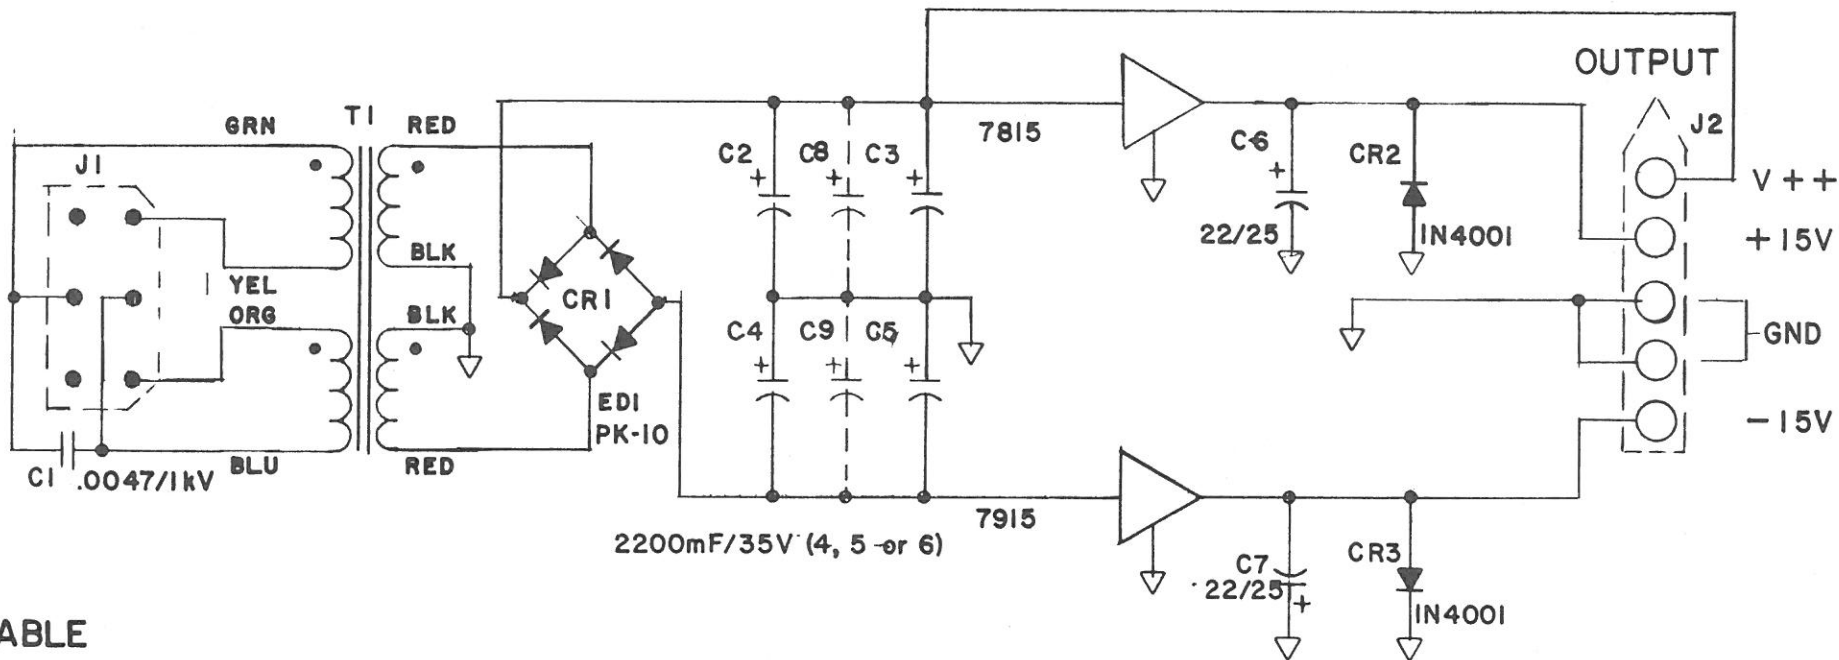 OUTPUT
J2
V++
+15V
GND
-15V
T1
GRN
RED
J1
BLK
YEL
ORG
BLK
BLU
RED
C1 .0047/1kV
CR1
EDI
PK-10
C2
C8
C3
+
+
+
C4
C9
C5
+
+
+
2200mF/35V (4, 5 or 6)
7815
7915
C6
+
22/25
CR2
IN4001
C7
22/25
+
CR3
IN4001
ABLE